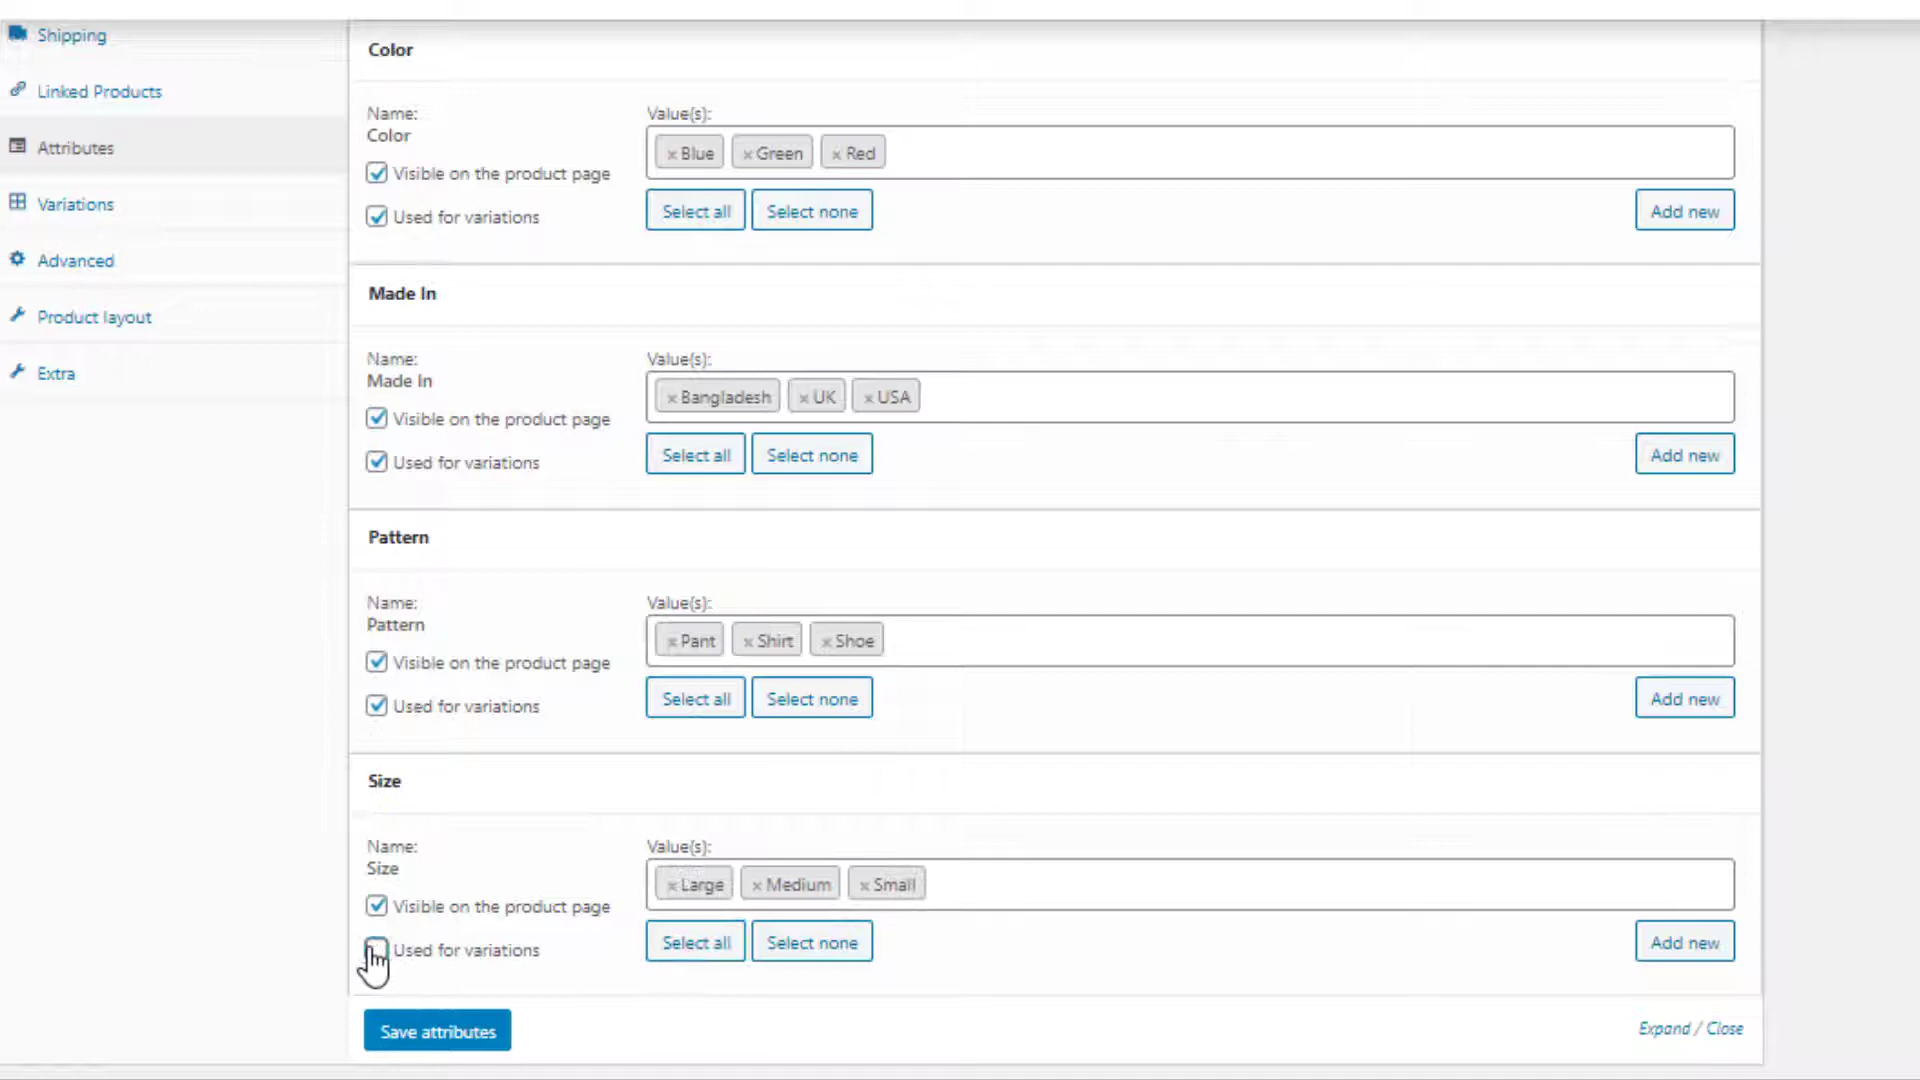 Shipping
Linked Products
Attributes
Variations
Advanced
Product layout
Extra
Color
Name:
Color
Visible on the product page
Used for variations
Value(s):
× Blue × Green × Red
Select all Select none Add new
Made In
Name:
Made In
Visible on the product page
Used for variations
Value(s):
× Bangladesh × UK × USA
Select all Select none Add new
Pattern
Name:
Pattern
Visible on the product page
Used for variations
Value(s):
× Pant × Shirt × Shoe
Select all Select none Add new
Size
Name:
Size
Visible on the product page
Used for variations
Value(s):
× Large × Medium × Small
Select all Select none Add new
Save attributes
Expand / Close